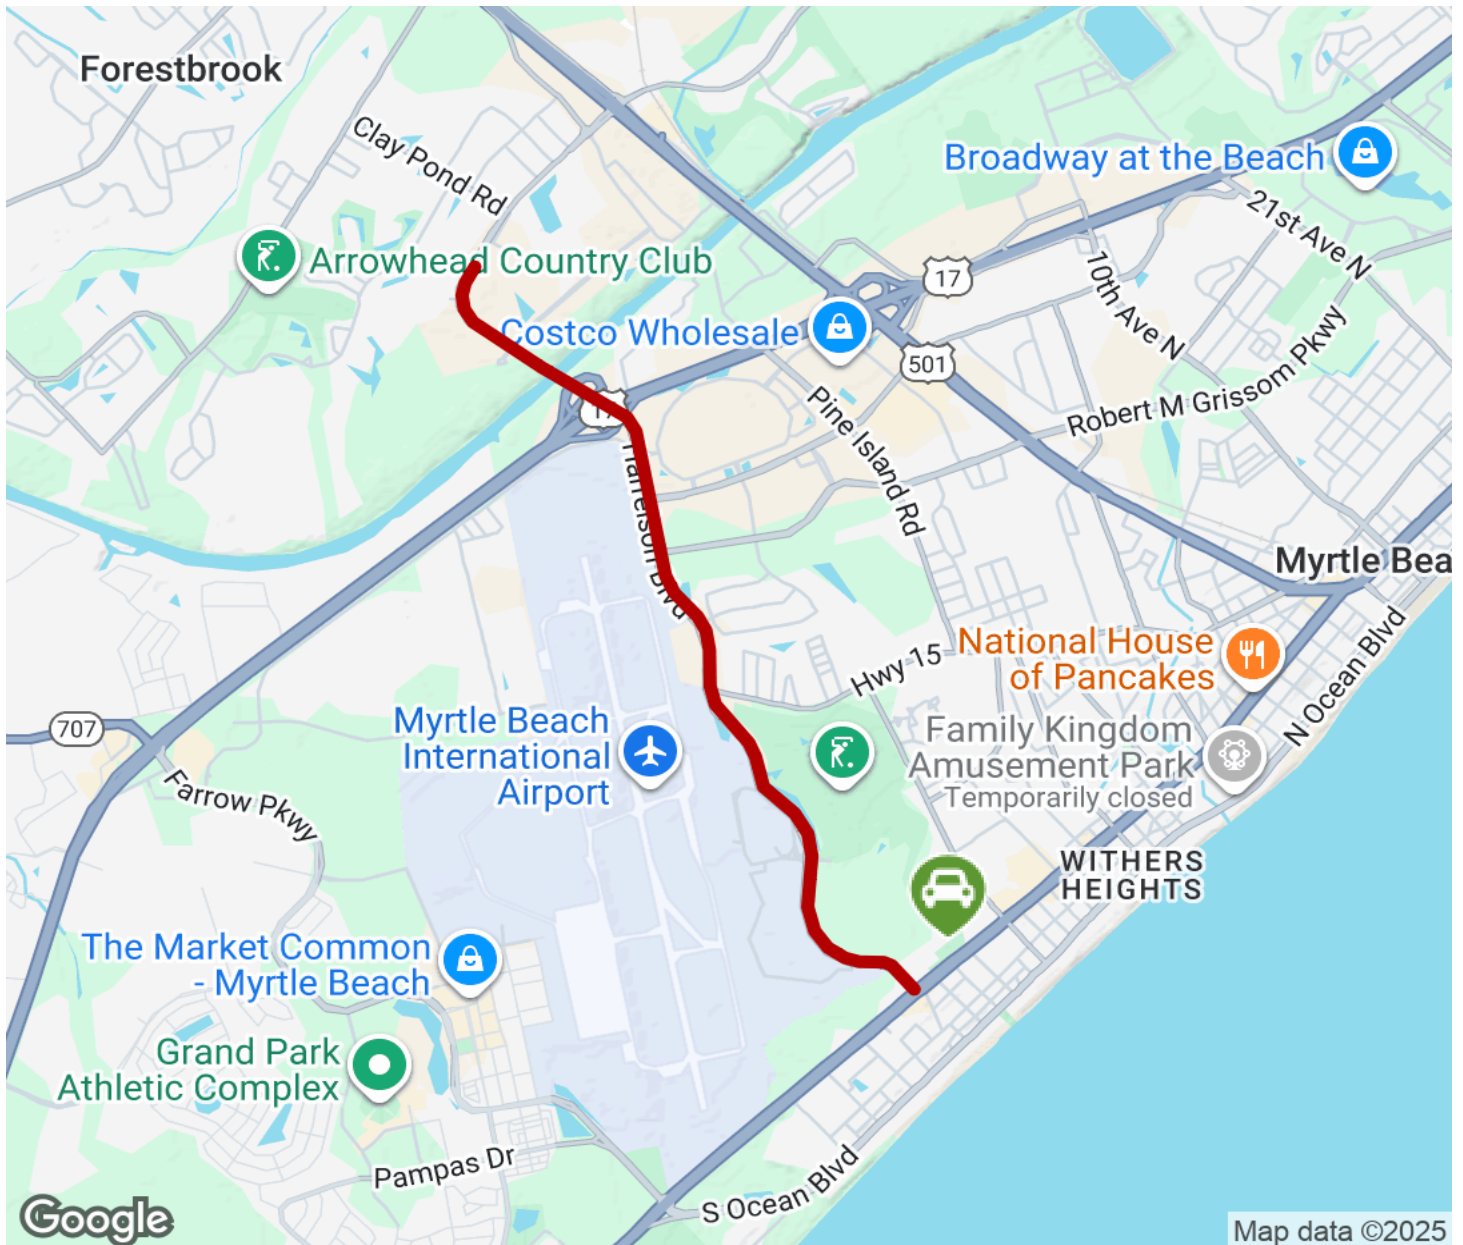 Forestbrook
Clay Pond Rd
Broadway at the Beach
21st Ave N
Arrowhead Country Club
17
10th Ave N
Costco Wholesale
501
Robert M Grissom Pkwy
17
Pine Island Rd
Harrelson Blvd
Myrtle Bea
National House
of Pancakes
Hwy 15
N Ocean Blvd
707
Myrtle Beach
International
Airport
Family Kingdom
Amusement Park
Temporarily closed
Farrow Pkwy
WITHERS
HEIGHTS
The Market Common
- Myrtle Beach
Grand Park
Athletic Complex
Pampas Dr
S Ocean Blvd
Google
Map data ©2025